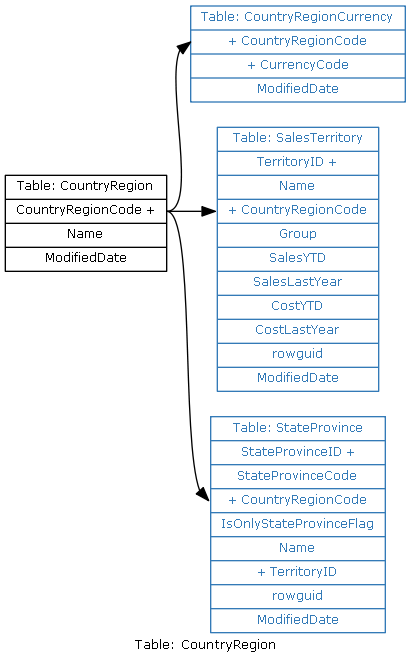 Table: CountryRegionCurrency
+ CountryRegionCode
+ CurrencyCode
ModifiedDate
Table: SalesTerritory
TerritoryID +
Name
+ CountryRegionCode
Group
SalesYTD
SalesLastYear
CostYTD
CostLastYear
rowguid
ModifiedDate
Table: CountryRegion
CountryRegionCode +
Name
ModifiedDate
Table: StateProvince
StateProvinceID +
StateProvinceCode
+ CountryRegionCode
IsOnlyStateProvinceFlag
Name
+ TerritoryID
rowguid
ModifiedDate
Table: CountryRegion